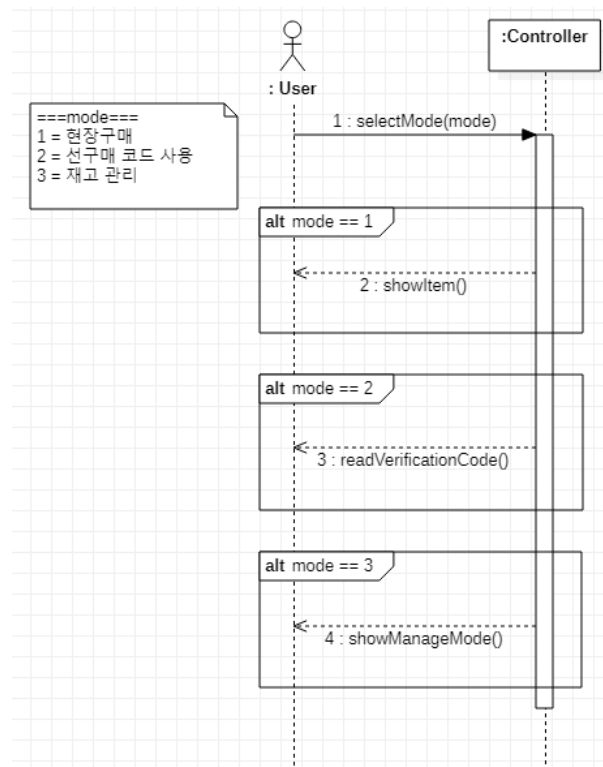 :Controller
: User
===mode===
1 = 현장구매
2 = 선구매 코드 사용
3 = 재고 관리
1 : selectMode(mode)
alt mode == 1
2 : showItem()
alt mode == 2
3 : readVerificationCode()
alt mode == 3
4 : showManageMode()